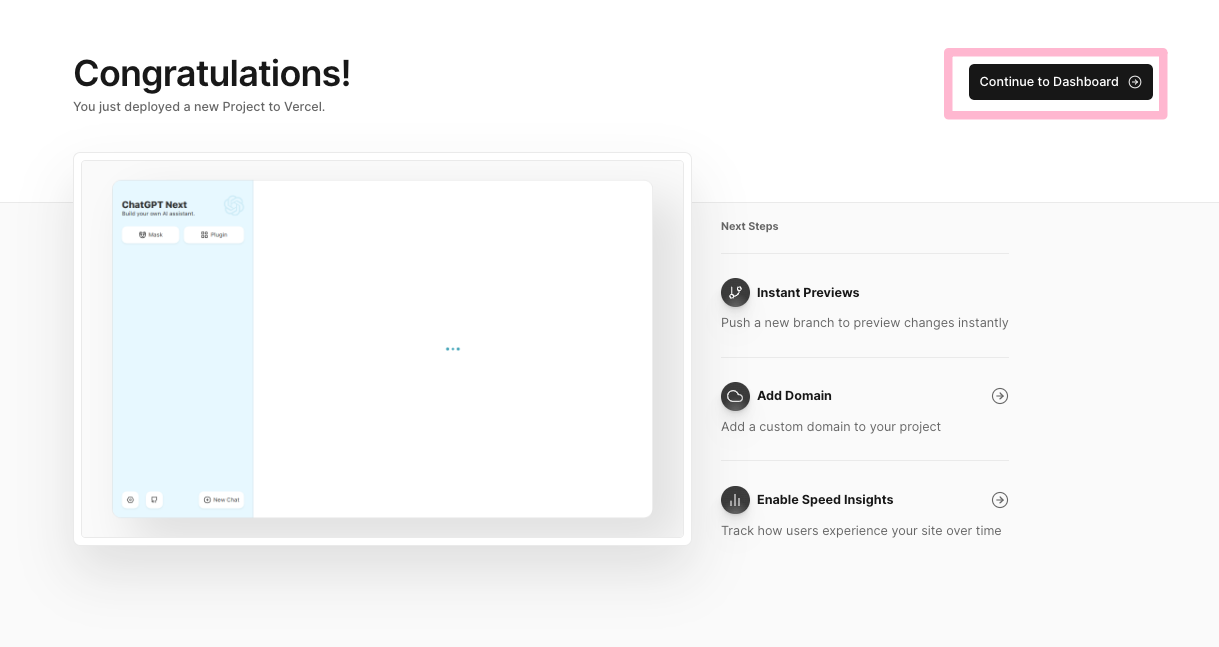 Congratulations!
You just deployed a new Project to Vercel.
Continue to Dashboard
ChatGPT Next
Build your own AI assistant.
Mask
Plugin
New Chat
Next Steps
Instant Previews
Push a new branch to preview changes instantly
Add Domain
Add a custom domain to your project
Enable Speed Insights
Track how users experience your site over time